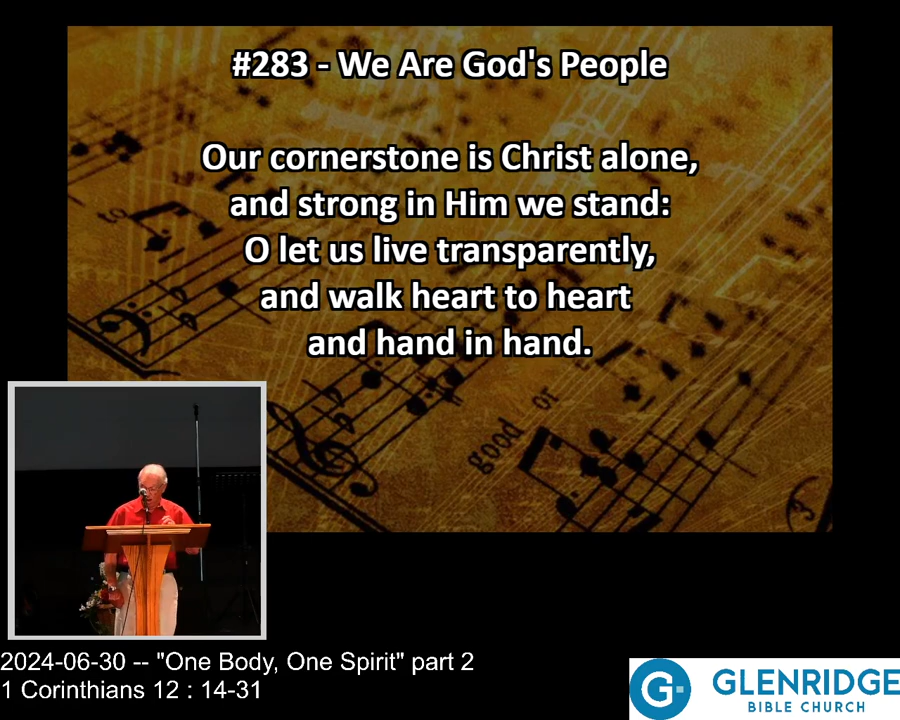 #283 - We Are God's People
Our cornerstone is Christ alone,
and strong in Him we stand:
O let us live transparently,
and walk heart to heart
and hand in hand.
to
good or
2024-06-30 -- "One Body, One Spirit" part 2
1 Corinthians 12 : 14-31
G
GLENRIDGE
BIBLE CHURCH